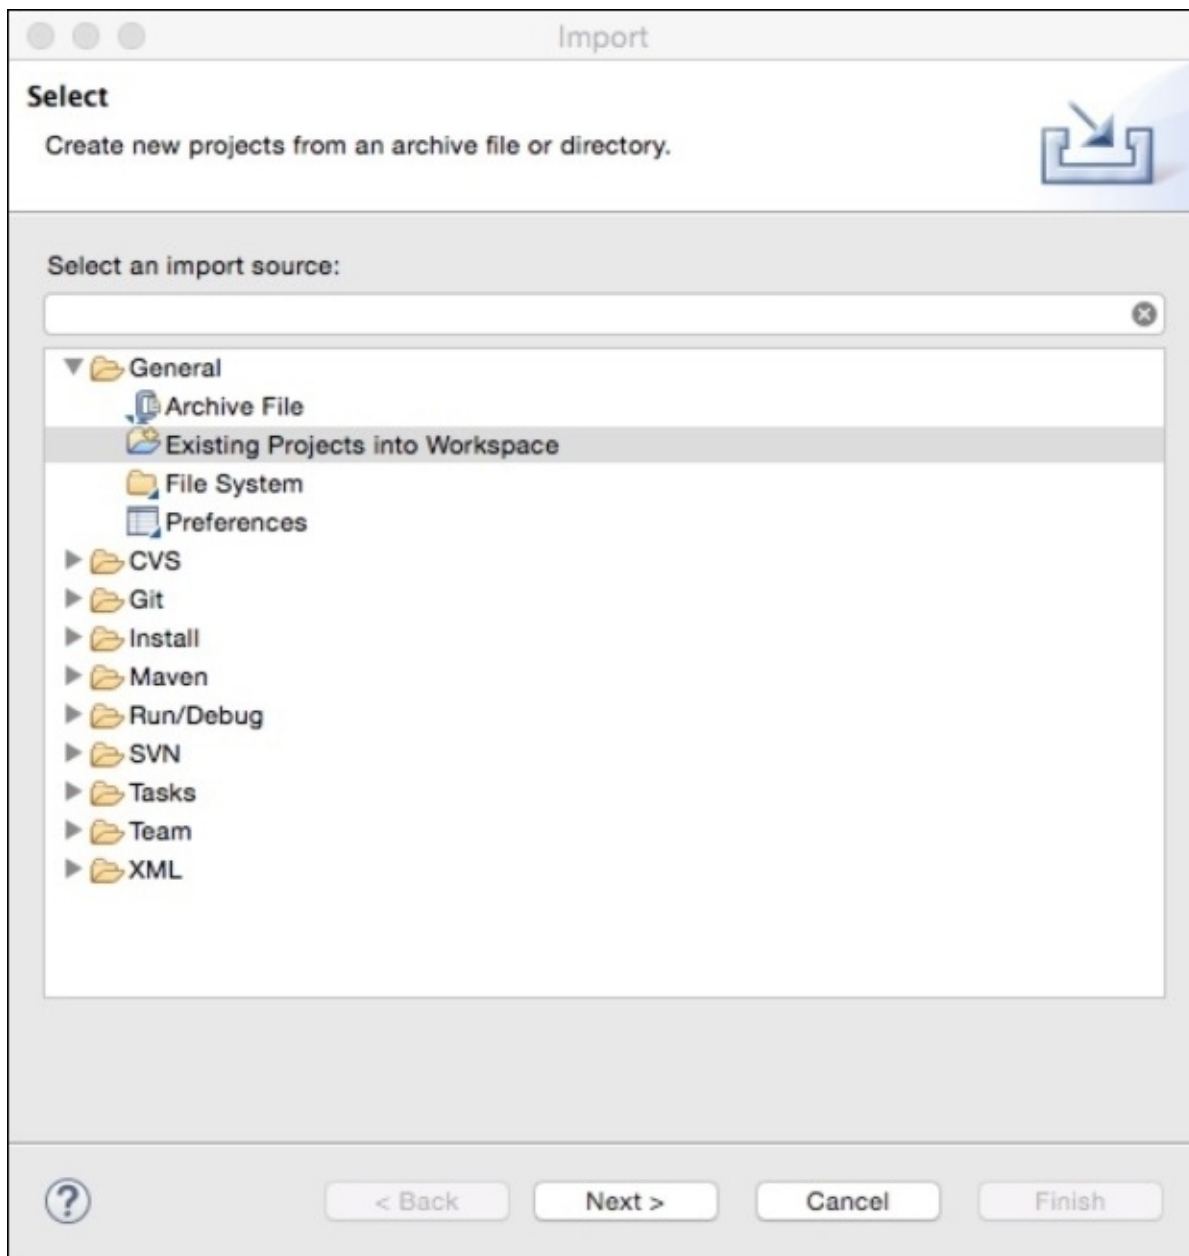 Import
Select
Create new projects from an archive file or directory.
Select an import source:
General
Archive File
Existing Projects into Workspace
File System
Preferences
CVS
Git
Install
Maven
Run/Debug
SVN
Tasks
Team
XML
? < Back Next > Cancel Finish